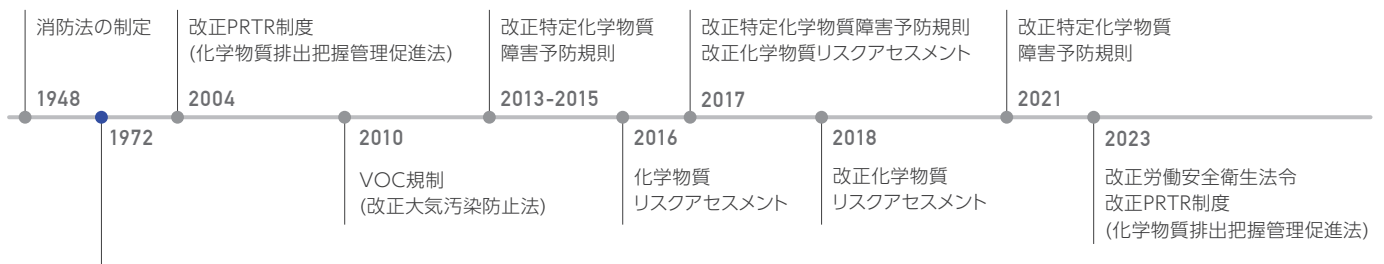 消防法の制定
1948
1972
改正PRTR制度
(化学物質排出把握管理促進法)
2004
2010
VOC規制
(改正大気汚染防止法)
改正特定化学物質
障害予防規則
2013-2015
2016
化学物質
リスクアセスメント
改正特定化学物質障害予防規則
改正化学物質リスクアセスメント
2017
2018
改正化学物質
リスクアセスメント
改正特定化学物質
障害予防規則
2021
2023
改正労働安全衛生法令
改正PRTR制度
(化学物質排出把握管理促進法)